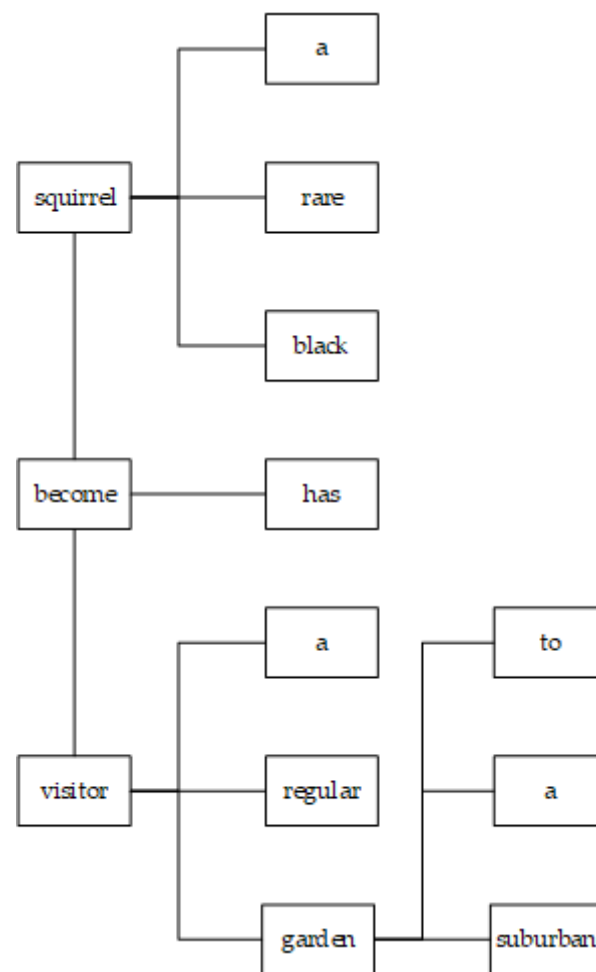 a
squirrel
rare
black
become
has
a
to
visitor
regular
a
garden
suburban